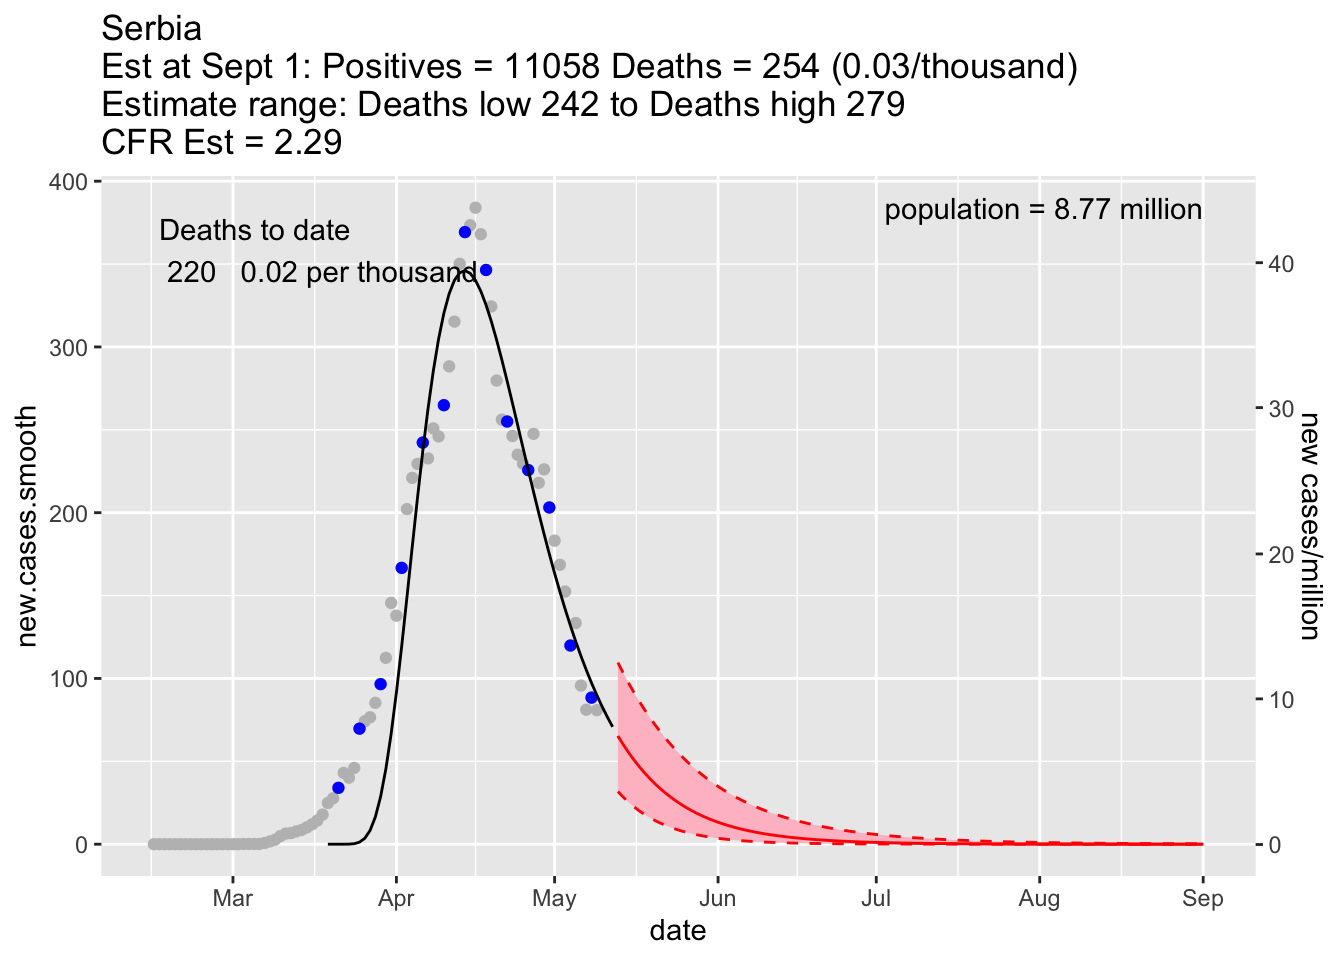 Serbia
Est at Sept 1: Positives = 11058 Deaths = 254 (0.03/thousand)
Estimate range: Deaths low 242 to Deaths high 279
CFR Est = 2.29
400
300
200
100
0
new.cases.smooth
Deaths to date
220 0.02 per thousand
population = 8.77 million
40
30
20
10
0
new cases/million
Mar Apr May Jun Jul Aug Sep
date